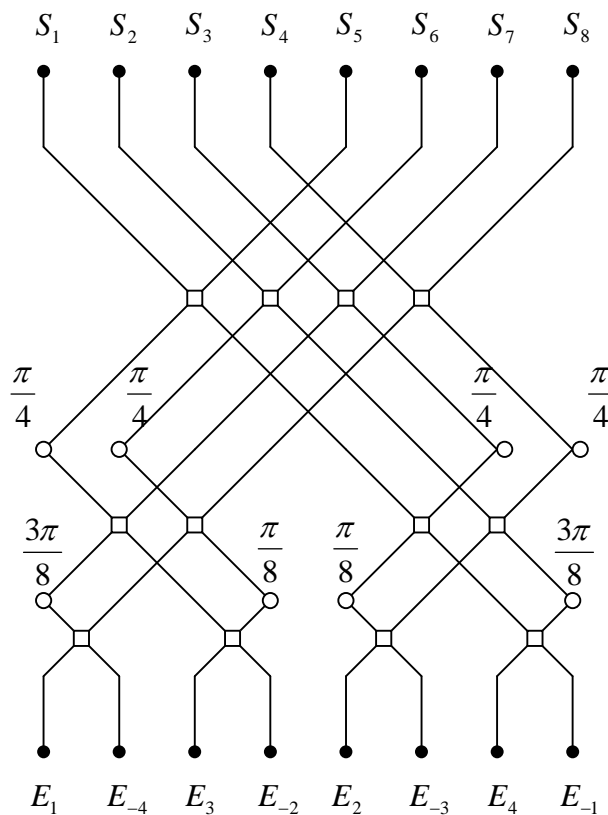 S₁ S₂ S₃ S₄ S₅ S₆ S₇ S₈
π/4 π/4 π/4 π/4
3π/8 π/8 π/8 3π/8
E₁ E₋₄ E₃ E₋₂ E₂ E₋₃ E₄ E₋₁